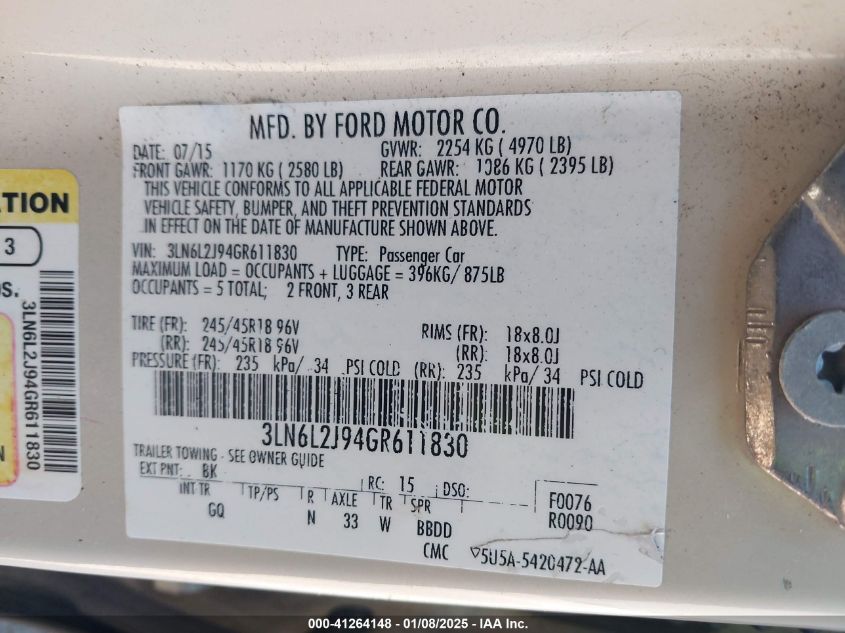 MFD. BY FORD MOTOR CO.
DATE: 07/15 GVWR: 2254 KG ( 4970 LB)
FRONT GAWR: 1170 KG ( 2580 LB) REAR GAWR: 1086 KG ( 2395 LB)
THIS VEHICLE CONFORMS TO ALL APPLICABLE FEDERAL MOTOR
VEHICLE SAFETY, BUMPER, AND THEFT PREVENTION STANDARDS
IN EFFECT ON THE DATE OF MANUFACTURE SHOWN ABOVE.
VIN: 3LN6L2J94GR611830 TYPE: Passenger Car
MAXIMUM LOAD = OCCUPANTS + LUGGAGE = 396KG/ 875LB
OCCUPANTS = 5 TOTAL; 2 FRONT, 3 REAR
TIRE (FR): 245/45R18 96V RIMS (FR): 18x8.0J
(RR): 245/45R18 96V (RR): 18x8.0J
PRESSURE (FR): 235 kPa/ 34 PSI COLD (RR): 235 kPa/ 34 PSI COLD
3LN6L2J94GR611830
TRAILER TOWING - SEE OWNER GUIDE
EXT PNT: BK RC: 15 DSO:
INT TR TP/PS R AXLE TR SPR F0076
GQ N 33 W BBDD R0090
CMC ▽5U5A-5420472-AA
ATION
3
OS.
3LN6L2J94GR611830
N
000-41264148 - 01/08/2025 - IAA Inc.